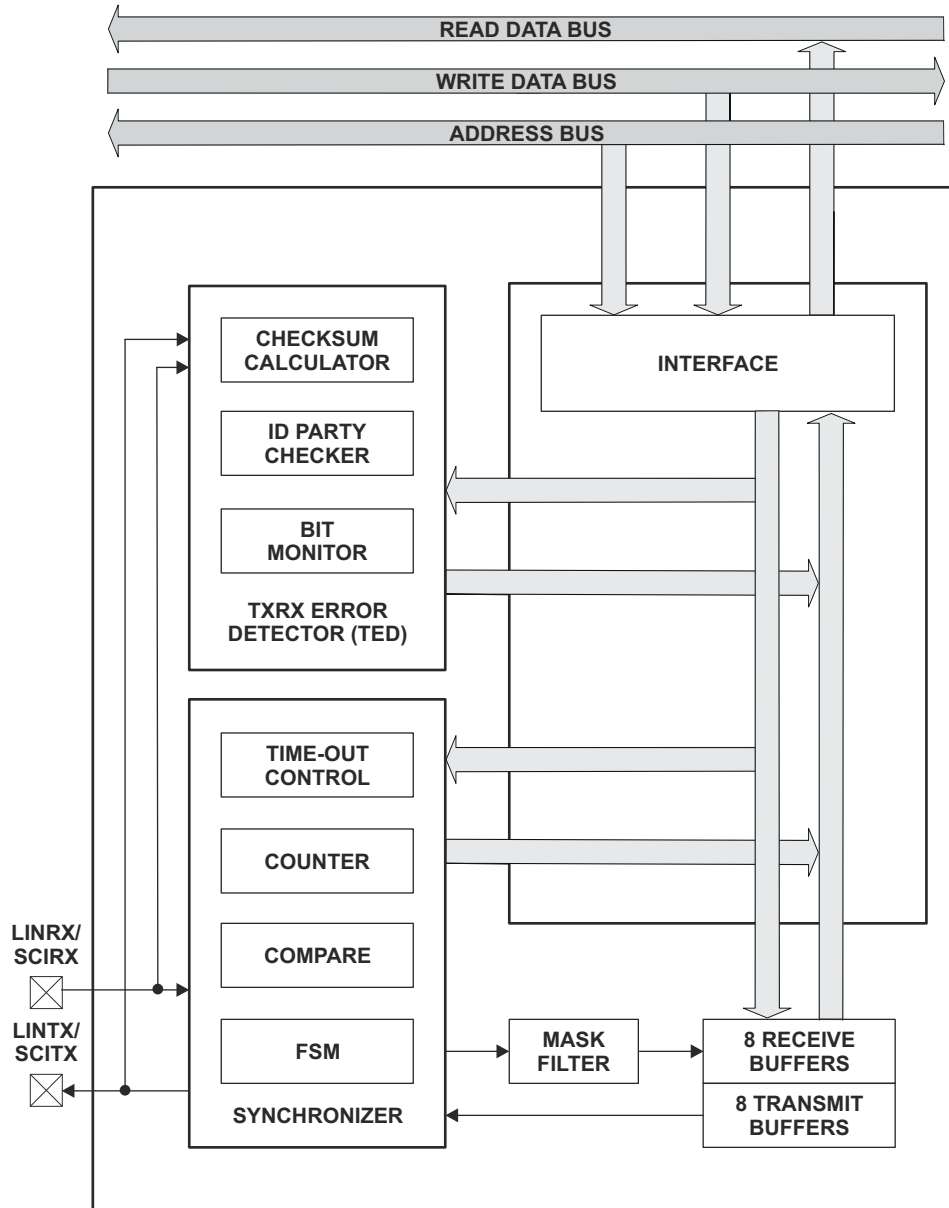 READ DATA BUS
WRITE DATA BUS
ADDRESS BUS
CHECKSUM
CALCULATOR
ID PARTY
CHECKER
BIT
MONITOR
TXRX ERROR
DETECTOR (TED)
INTERFACE
TIME-OUT
CONTROL
COUNTER
COMPARE
FSM
SYNCHRONIZER
LINRX/
SCIRX
LINTX/
SCITX
MASK
FILTER
8 RECEIVE
BUFFERS
8 TRANSMIT
BUFFERS